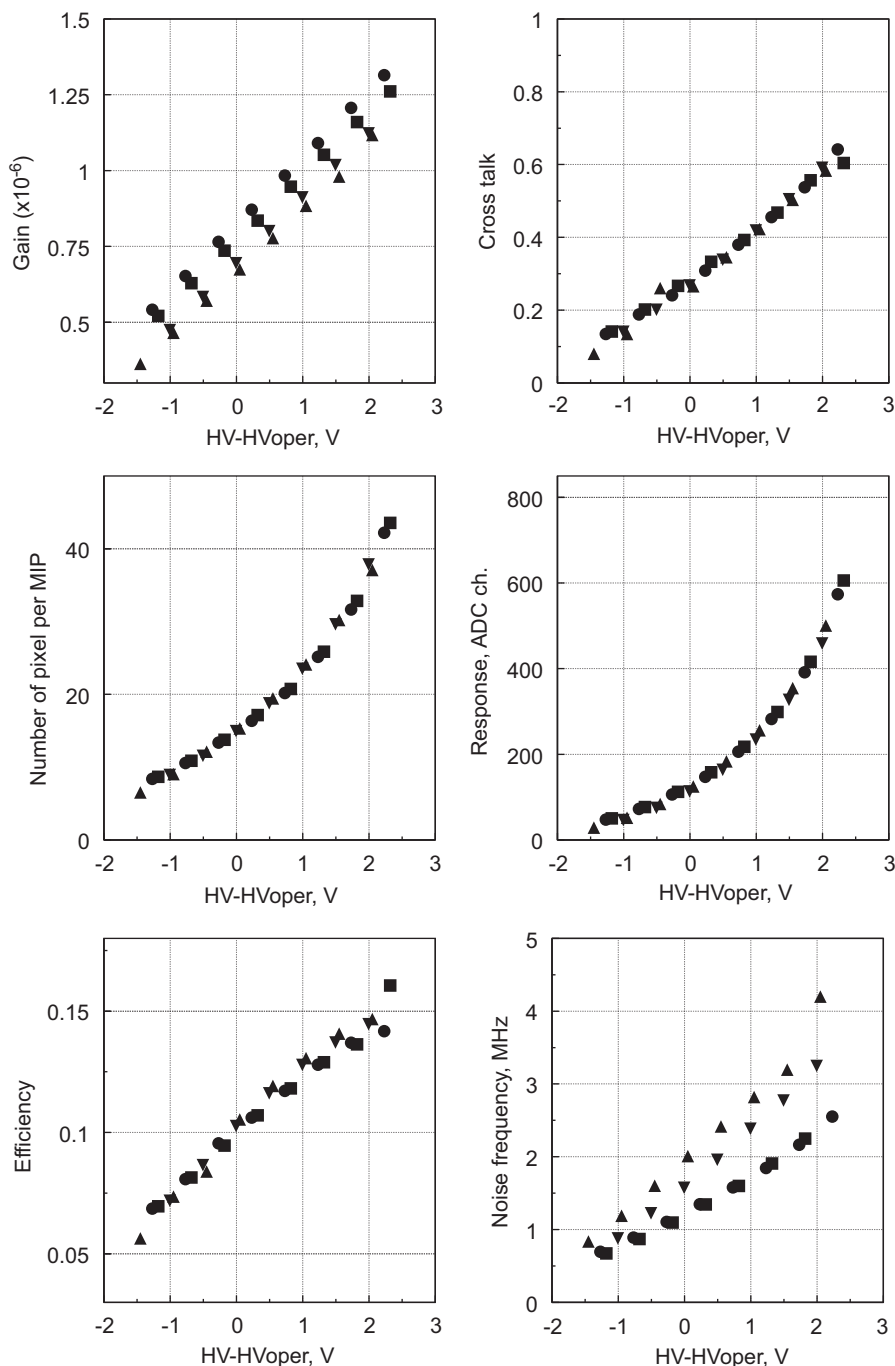 1.5
1.25
1
0.75
0.5
Gain (x10-6)
-2 -1 0 1 2 3
HV-HVoper, V
1
0.8
0.6
0.4
0.2
0
Cross talk
-2 -1 0 1 2 3
HV-HVoper, V
40
20
0
Number of pixel per MIP
-2 -1 0 1 2 3
HV-HVoper, V
800
600
400
200
0
Response, ADC ch.
-2 -1 0 1 2 3
HV-HVoper, V
0.15
0.1
0.05
Efficiency
-2 -1 0 1 2 3
HV-HVoper, V
5
4
3
2
1
0
Noise frequency, MHz
-2 -1 0 1 2 3
HV-HVoper, V